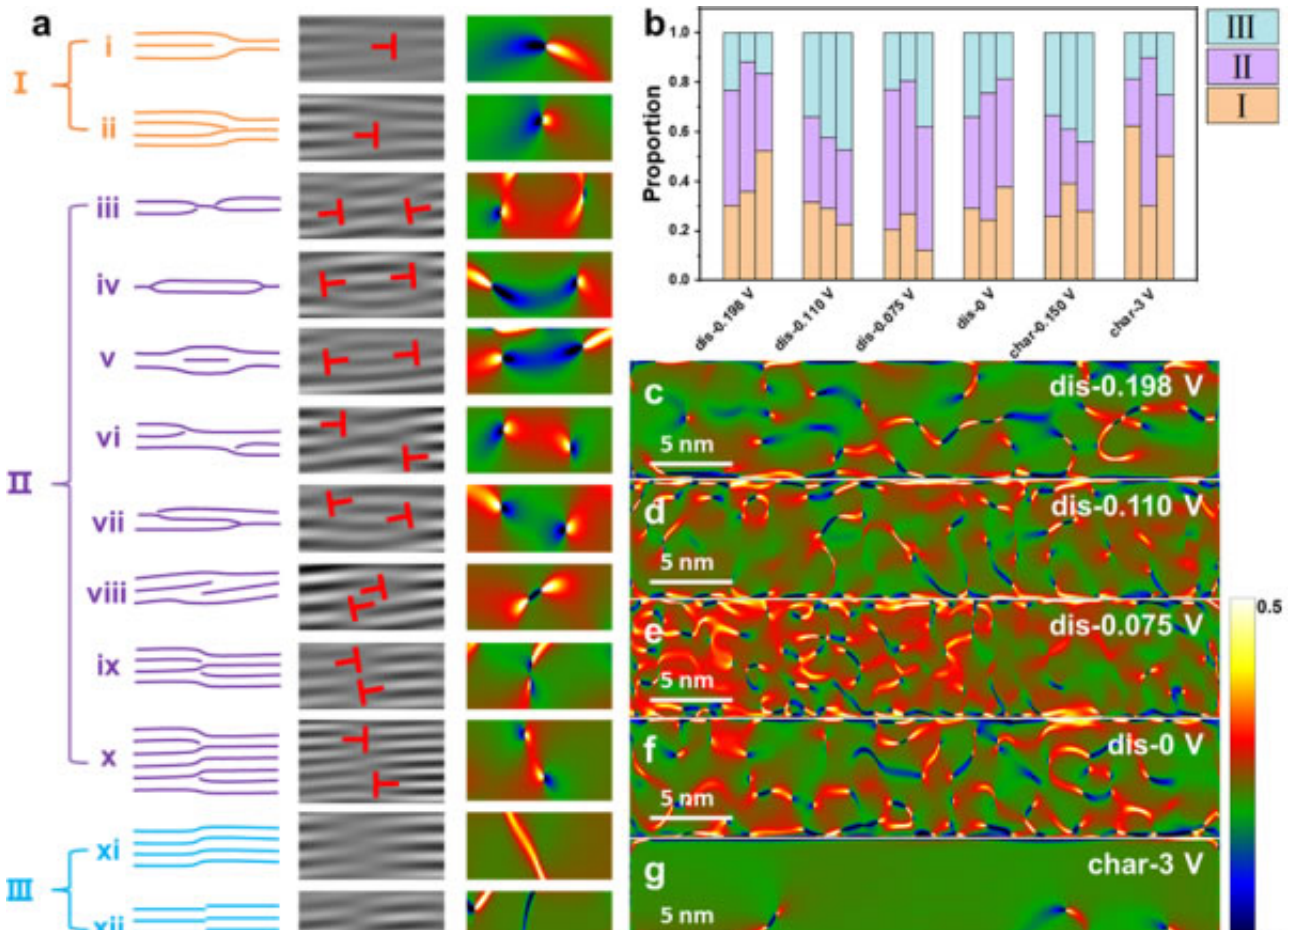 a
I
i
ii
II
iii
iv
v
vi
vii
viii
ix
x
III
xi
xii
b
Proportion
1.0
0.8
0.6
0.4
0.2
0.0
dis-0.198 V
dis-0.110 V
dis-0.075 V
dis-0 V
char-0.150 V
char-3 V
III
II
I
c
dis-0.198 V
5 nm
d
dis-0.110 V
5 nm
e
dis-0.075 V
5 nm
f
dis-0 V
5 nm
g
char-3 V
5 nm
0.5